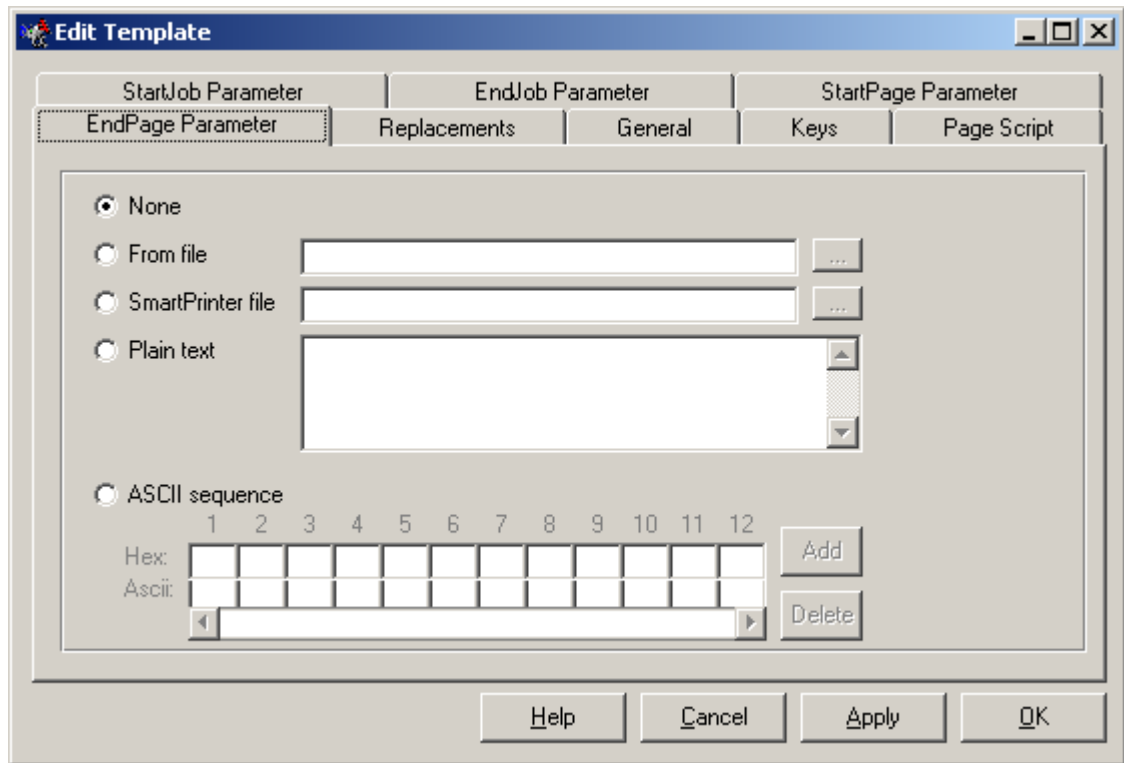 Edit Template
StartJob Parameter EndJob Parameter StartPage Parameter
EndPage Parameter Replacements General Keys Page Script
None
From file ...
SmartPrinter file ...
Plain text
ASCII sequence
1 2 3 4 5 6 7 8 9 10 11 12
Hex: Add
Ascii:
Delete
Help Cancel Apply OK